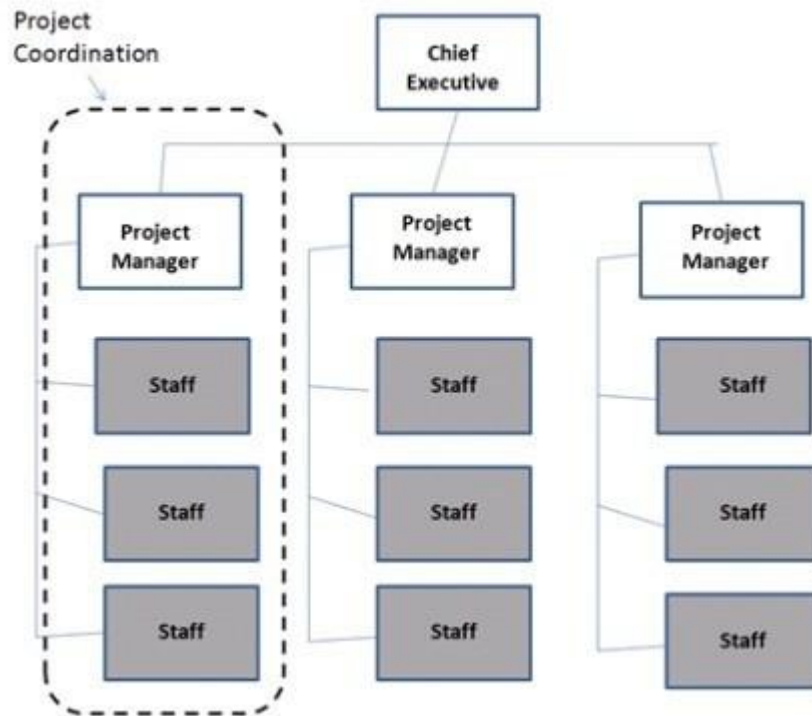 Project
Coordination
Chief
Executive
Project
Manager
Project
Manager
Project
Manager
Staff
Staff
Staff
Staff
Staff
Staff
Staff
Staff
Staff